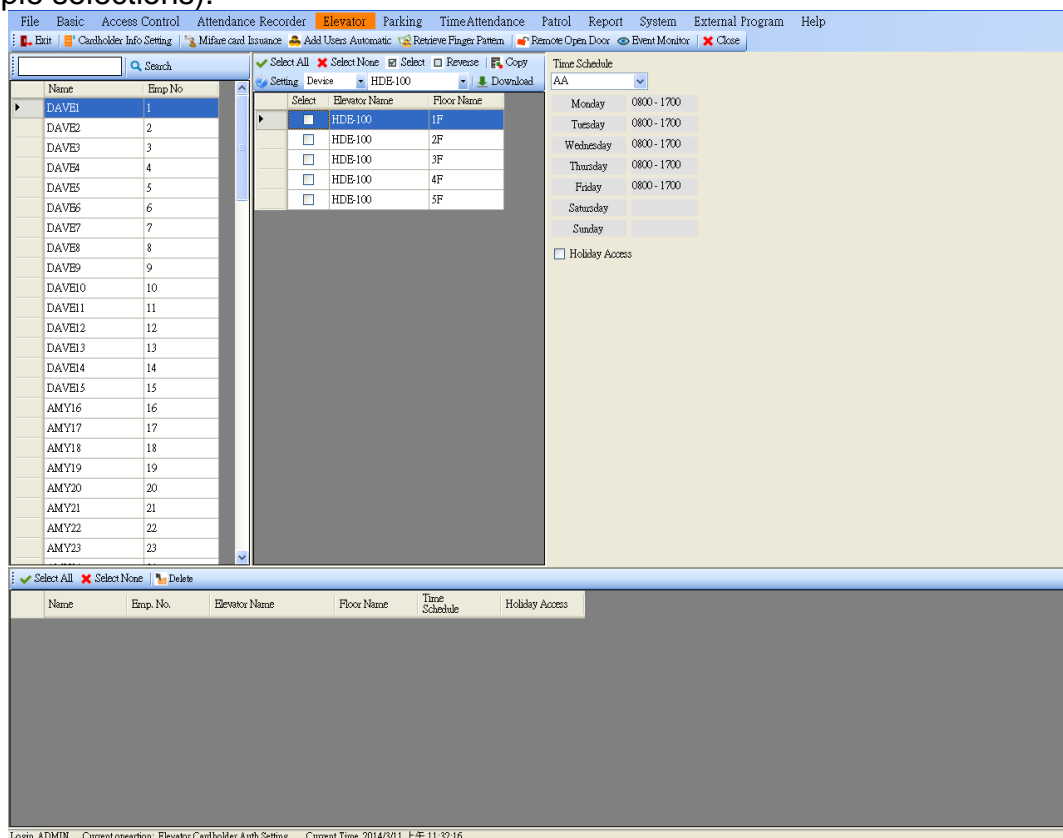 ple selections).
File Basic Access Control Attendance Recorder Elevator Parking TimeAttendance Patrol Report System External Program Help
Exit Cardholder Info Setting Mifare card Issuance Add Users Automatic Retrieve Finger Pattern Remote Open Door Event Monitor Close
Search
Name Emp No
DAVE1 1
DAVE2 2
DAVE3 3
DAVE4 4
DAVE5 5
DAVE6 6
DAVE7 7
DAVE8 8
DAVE9 9
DAVE10 10
DAVE11 11
DAVE12 12
DAVE13 13
DAVE14 14
DAVE15 15
AMY16 16
AMY17 17
AMY18 18
AMY19 19
AMY20 20
AMY21 21
AMY22 22
AMY23 23
Select All Select None Select Reverse Copy
Setting Device HDE-100 Download
Select Elevator Name Floor Name
HDE-100 1F
HDE-100 2F
HDE-100 3F
HDE-100 4F
HDE-100 5F
Time Schedule
AA
Monday 0800 - 1700
Tuesday 0800 - 1700
Wednesday 0800 - 1700
Thursday 0800 - 1700
Friday 0800 - 1700
Saturday
Sunday
Holiday Access
Select All Select None Delete
Name Emp. No. Elevator Name Floor Name Time Schedule Holiday Access
Login ADMIN Current opeartion: Elevator Cardholder Auth Setting Current Time 2014/3/11 上午 11:32:16